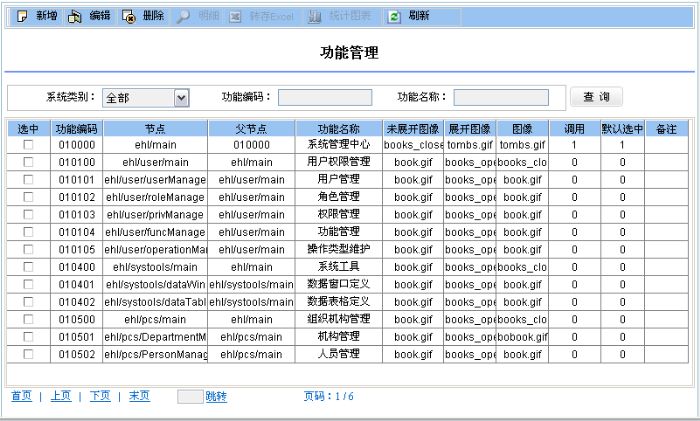 新增 编辑 删除 明细 转存Excel 统计图表 刷新
功能管理
系统类别： 全部 功能编码： 功能名称： 查 询
选中 功能编码 节点 父节点 功能名称 未展开图像 展开图像 图像 调用 默认选中 备注
010000 ehl/main 010000 系统管理中心 books_close tombs.gif tombs.gif 1 1
010100 ehl/user/main ehl/main 用户权限管理 book.gif books_ope books_clo 0 0
010101 ehl/user/userManage ehl/user/main 用户管理 book.gif books_ope book.gif 0 0
010102 ehl/user/roleManage ehl/user/main 角色管理 book.gif books_ope book.gif 0 0
010103 ehl/user/privManage ehl/user/main 权限管理 book.gif books_ope book.gif 0 0
010104 ehl/user/funcManage ehl/user/main 功能管理 book.gif books_ope book.gif 0 0
010105 ehl/user/operationMan ehl/user/main 操作类型维护 book.gif books_ope book.gif 0 0
010400 ehl/systools/main ehl/main 系统工具 book.gif books_ope books_clo 0 0
010401 ehl/systools/dataWin ehl/systools/main 数据窗口定义 book.gif books_ope book.gif 0 0
010402 ehl/systools/dataTabl ehl/systools/main 数据表格定义 book.gif books_ope book.gif 0 0
010500 ehl/pcs/main ehl/main 组织机构管理 book.gif books_ope books_clo 0 0
010501 ehl/pcs/DepartmentM ehl/pcs/main 机构管理 book.gif books_ope bobook.gif 0 0
010502 ehl/pcs/PersonManag ehl/pcs/main 人员管理 book.gif books_ope book.gif 0 0
首页 | 上页 | 下页 | 末页 跳转 页码：1/6